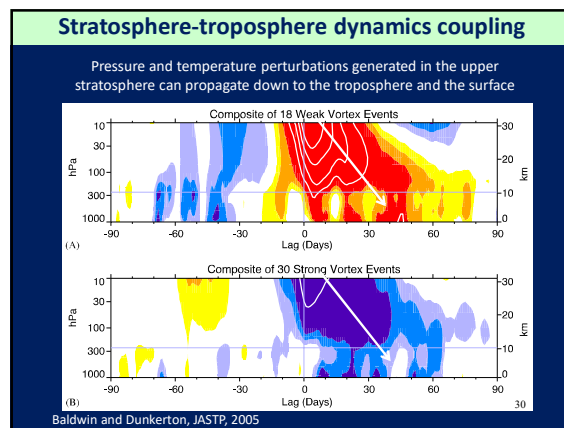 Stratosphere-troposphere dynamics coupling
Pressure and temperature perturbations generated in the upper
stratosphere can propagate down to the troposphere and the surface
Composite of 18 Weak Vortex Events
10
30
100
300
1000
hPa
30
20
10
0
km
(A)
-90
-60
-30
0
30
60
90
Lag (Days)
Composite of 30 Strong Vortex Events
10
30
100
300
1000
hPa
30
20
10
0
km
(B)
-90
-60
-30
0
30
60
90
Lag (Days)
30
Baldwin and Dunkerton, JASTP, 2005